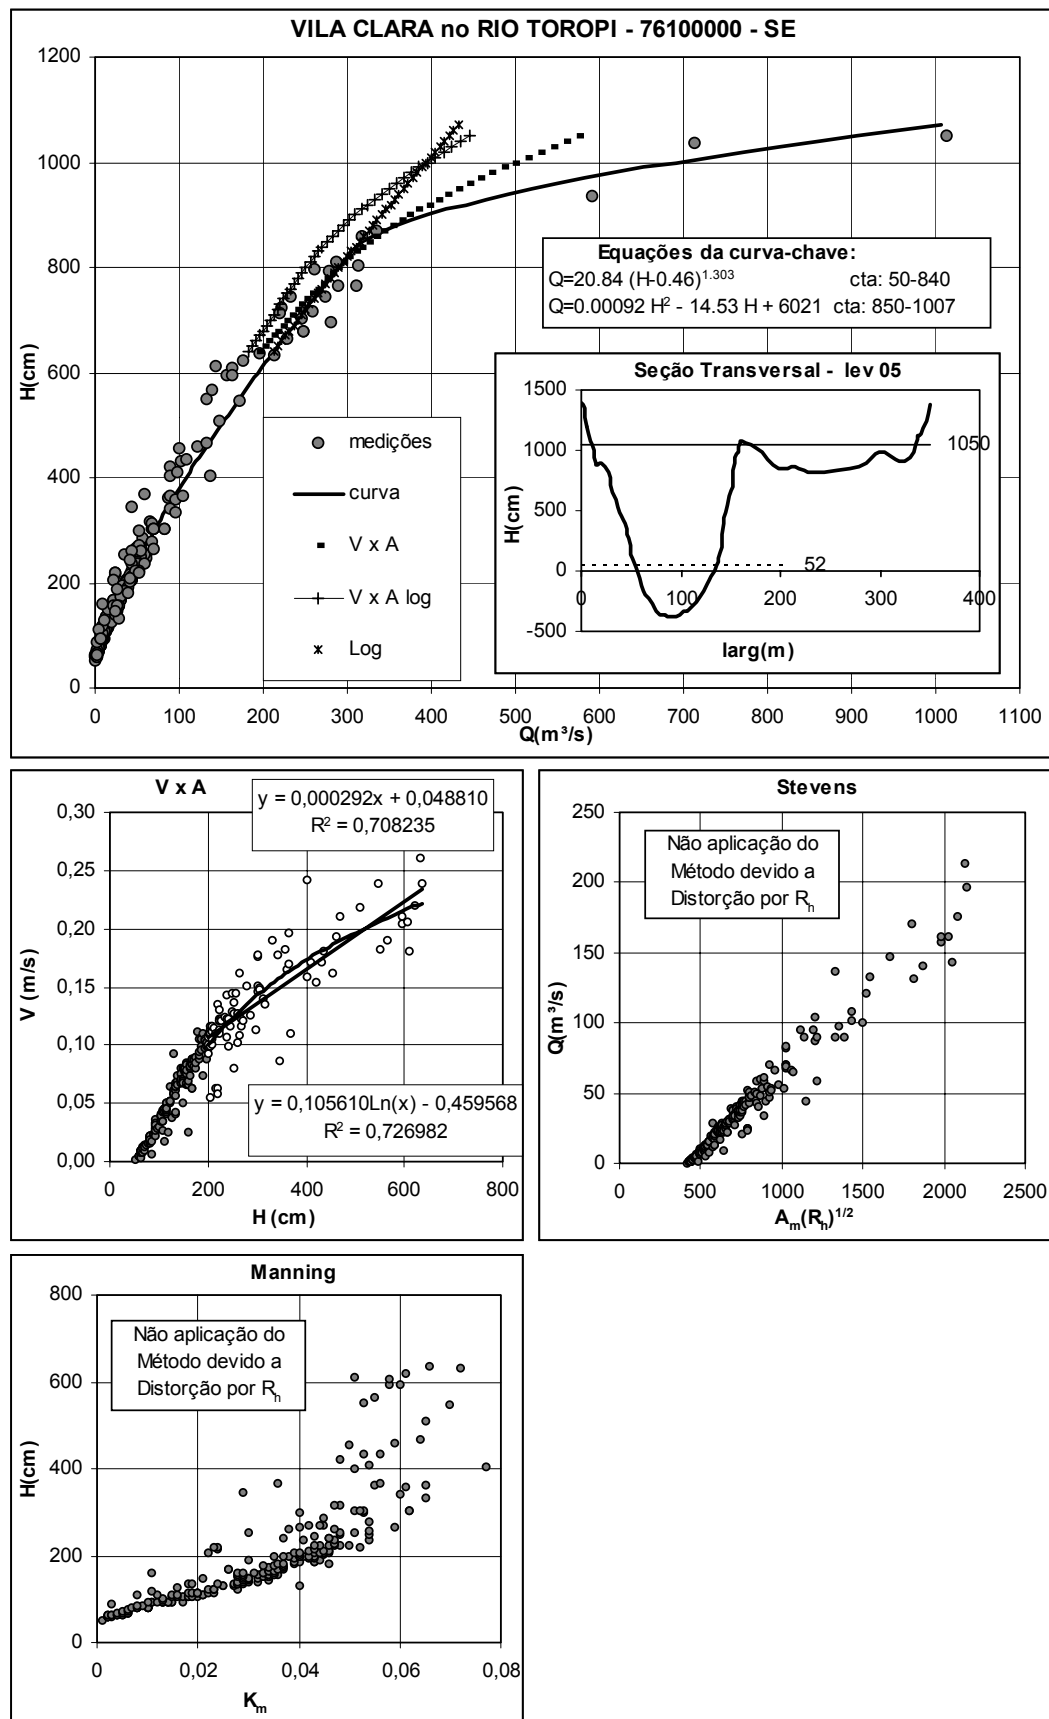 VILA CLARA no RIO TOROPI - 76100000 - SE
1200
1000
800
600
400
200
0
H(cm)
0 100 200 300 400 500 600 700 800 900 1000 1100
Q(m³/s)
Equações da curva-chave:
Q=20.84 (H-0.46)^1.303 cta: 50-840
Q=0.00092 H² - 14.53 H + 6021 cta: 850-1007
medições
curva
V x A
V x A log
Log
Seção Transversal - lev 05
1500
1000
500
0
-500
H(cm)
1050
52
0 100 200 300 400
larg(m)
V x A
y = 0,000292x + 0,048810
R² = 0,708235
0,30
0,25
0,20
0,15
0,10
0,05
0,00
V (m/s)
y = 0,105610Ln(x) - 0,459568
R² = 0,726982
0 200 400 600 800
H (cm)
Stevens
Não aplicação do
Método devido a
Distorção por Rh
250
200
150
100
50
0
Q(m³/s)
0 500 1000 1500 2000 2500
Am(Rh)^1/2
Manning
Não aplicação do
Método devido a
Distorção por Rh
800
600
400
200
0
H(cm)
0 0,02 0,04 0,06 0,08
Km